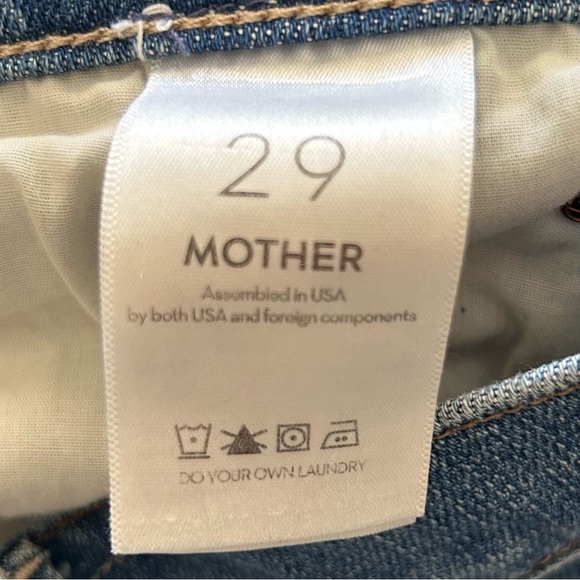 29
MOTHER
Assembled in USA
by both USA and foreign components
DO YOUR OWN LAUNDRY